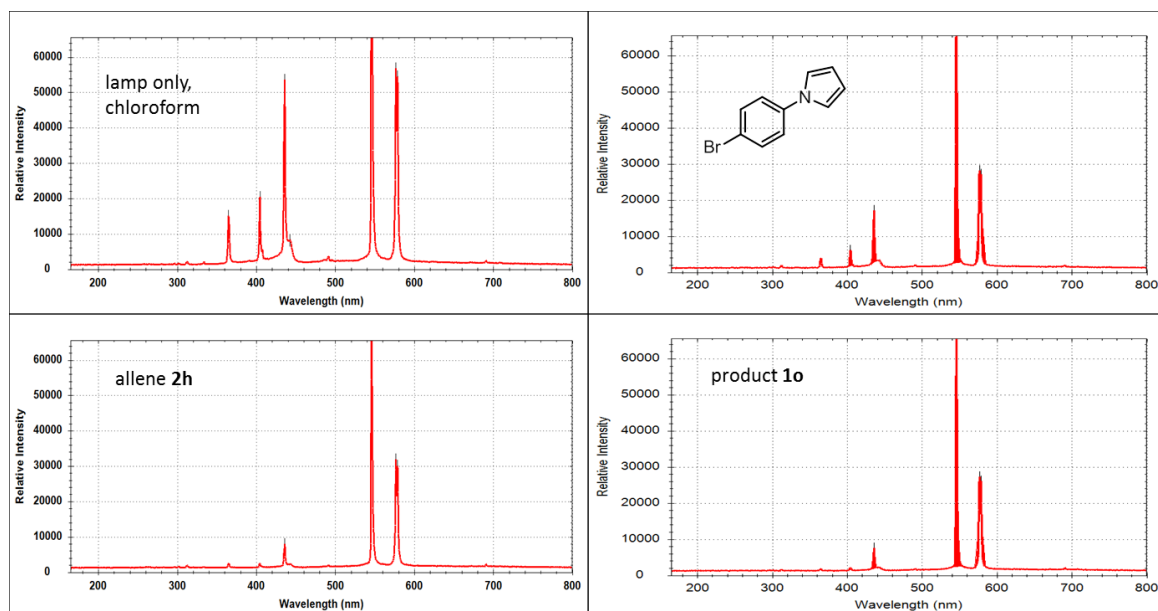 lamp only,
chloroform
Relative Intensity
60000
50000
40000
30000
20000
10000
0
200 300 400 500 600 700 800
Wavelength (nm)
N
Br
Relative Intensity
60000
50000
40000
30000
20000
10000
0
200 300 400 500 600 700 800
Wavelength (nm)
allene 2h
Relative Intensity
60000
50000
40000
30000
20000
10000
0
200 300 400 500 600 700 800
Wavelength (nm)
product 1o
Relative Intensity
60000
50000
40000
30000
20000
10000
0
200 300 400 500 600 700 800
Wavelength (nm)